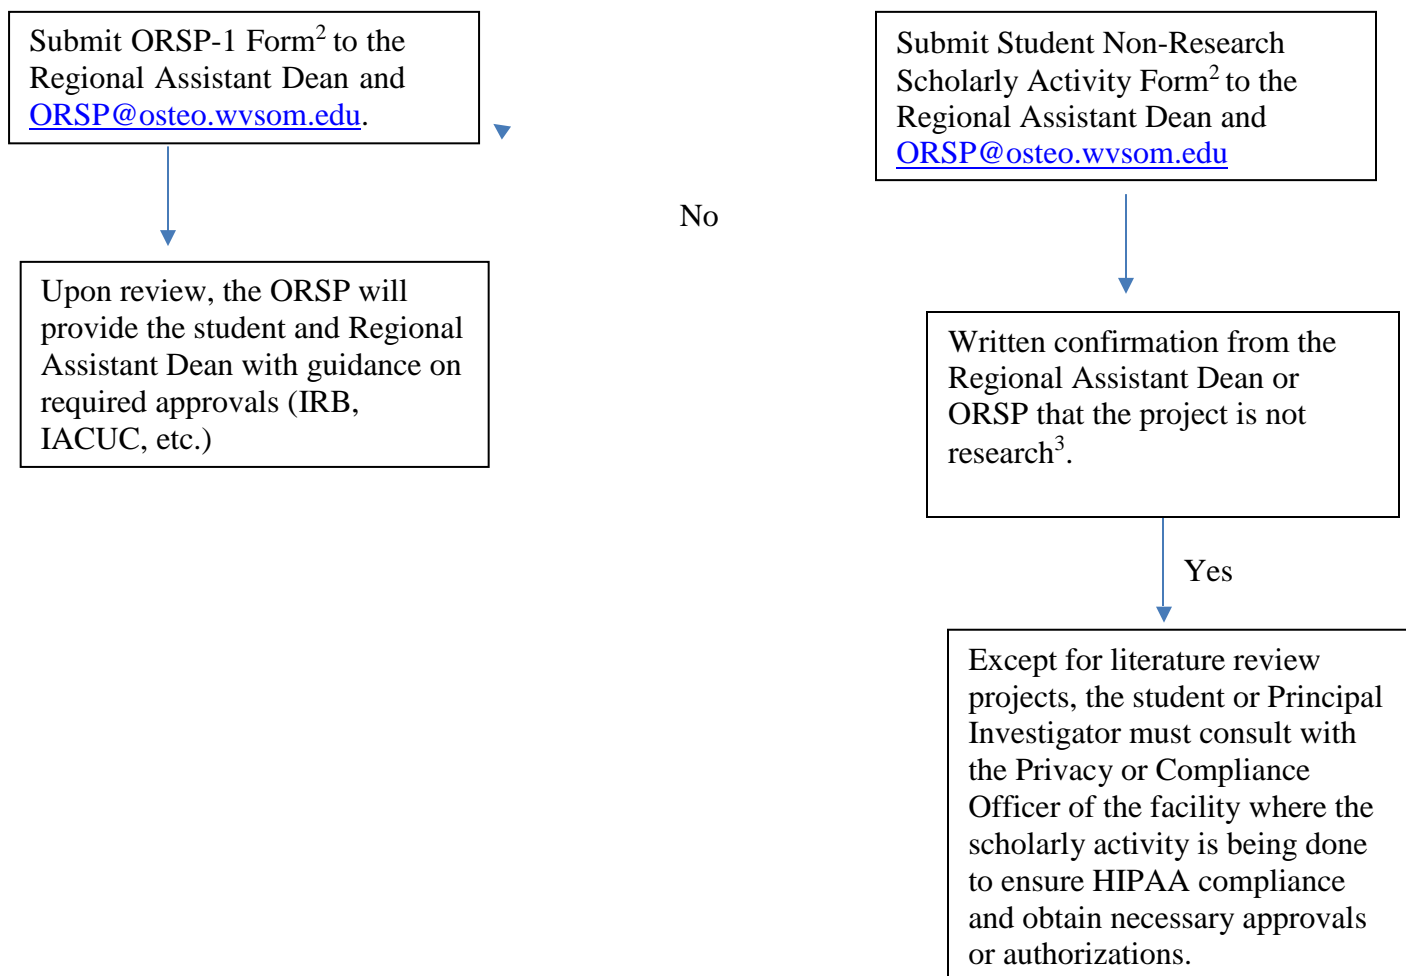 Submit ORSP-1 Form² to the
Regional Assistant Dean and
ORSP@osteo.wvsom.edu.
Upon review, the ORSP will
provide the student and Regional
Assistant Dean with guidance on
required approvals (IRB,
IACUC, etc.)
No
Submit Student Non-Research
Scholarly Activity Form² to the
Regional Assistant Dean and
ORSP@osteo.wvsom.edu
Written confirmation from the
Regional Assistant Dean or
ORSP that the project is not
research³.
Yes
Except for literature review
projects, the student or Principal
Investigator must consult with
the Privacy or Compliance
Officer of the facility where the
scholarly activity is being done
to ensure HIPAA compliance
and obtain necessary approvals
or authorizations.